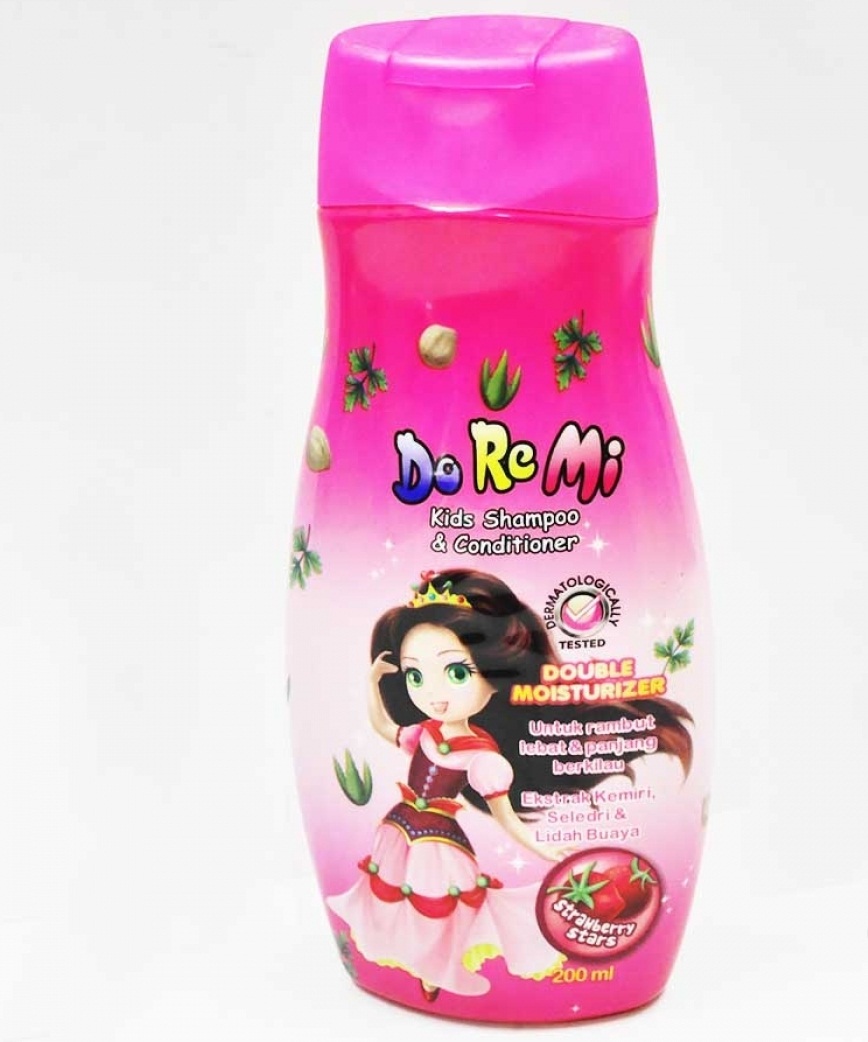 Do Re Mi
Kids Shampoo
& Conditioner
DERMATOLOGICALLY
TESTED
DOUBLE
MOISTURIZER
Untuk rambut
lebat & panjang
berkilau
Ekstrak Kemiri,
Seledri &
Lidah Buaya
strawberry
stars
200 ml